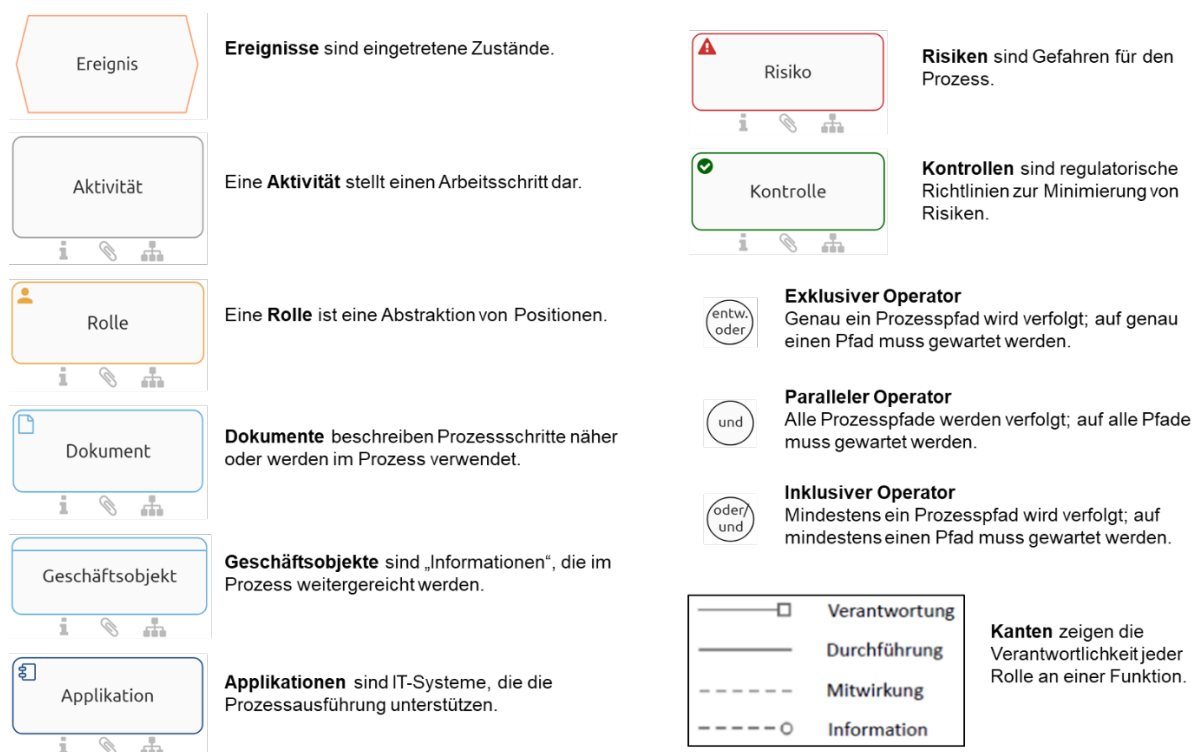 Ereignis
Ereignisse sind eingetretene Zustände.
Aktivität
Eine Aktivität stellt einen Arbeitsschritt dar.
Rolle
Eine Rolle ist eine Abstraktion von Positionen.
Dokument
Dokumente beschreiben Prozessschritte näher
oder werden im Prozess verwendet.
Geschäftsobjekt
Geschäftsobjekte sind „Informationen“, die im
Prozess weitergereicht werden.
Applikation
Applikationen sind IT-Systeme, die die
Prozessausführung unterstützen.
Risiko
Risiken sind Gefahren für den
Prozess.
Kontrolle
Kontrollen sind regulatorische
Richtlinien zur Minimierung von
Risiken.
entw.
oder
Exklusiver Operator
Genau ein Prozesspfad wird verfolgt; auf genau
einen Pfad muss gewartet werden.
und
Paralleler Operator
Alle Prozesspfade werden verfolgt; auf alle Pfade
muss gewartet werden.
oder/
und
Inklusiver Operator
Mindestens ein Prozesspfad wird verfolgt; auf
mindestens einen Pfad muss gewartet werden.
Verantwortung
Durchführung
Mitwirkung
Information
Kanten zeigen die
Verantwortlichkeit jeder
Rolle an einer Funktion.